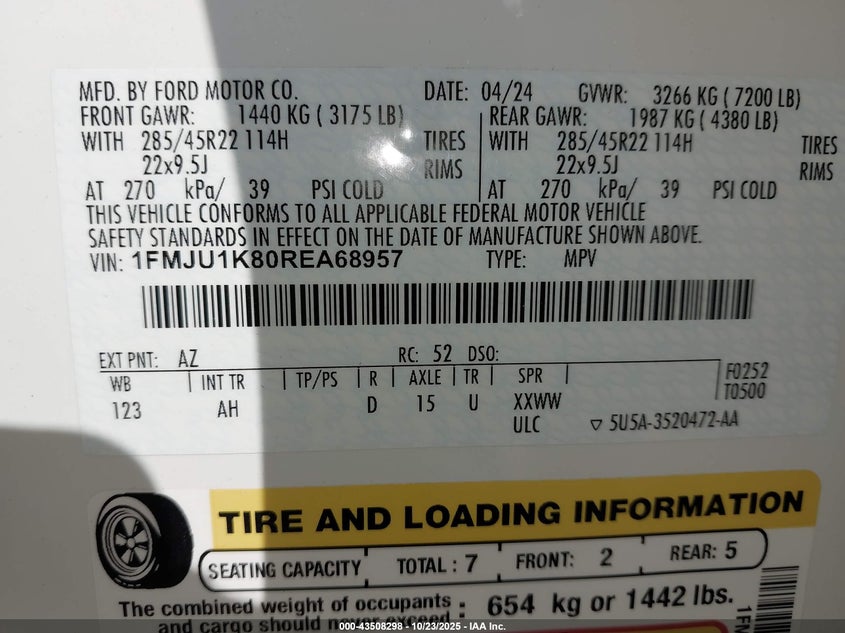 MFD. BY FORD MOTOR CO. DATE: 04/24 GVWR: 3266 KG ( 7200 LB)
FRONT GAWR: 1440 KG ( 3175 LB) REAR GAWR: 1987 KG ( 4380 LB)
WITH 285/45R22 114H TIRES WITH 285/45R22 114H TIRES
22x9.5J RIMS 22x9.5J RIMS
AT 270 kPa/ 39 PSI COLD AT 270 kPa/ 39 PSI COLD
THIS VEHICLE CONFORMS TO ALL APPLICABLE FEDERAL MOTOR VEHICLE
SAFETY STANDARDS IN EFFECT ON THE DATE OF MANUFACTURE SHOWN ABOVE.
VIN: 1FMJU1K80REA68957 TYPE: MPV
EXT PNT: AZ RC: 52 DSO:
WB INT TR TP/PS R AXLE TR SPR F0252
T0500
123 AH D 15 U XXWW
ULC ▽ 5U5A-3520472-AA
TIRE AND LOADING INFORMATION
SEATING CAPACITY TOTAL : 7 FRONT: 2 REAR: 5
The combined weight of occupants : 654 kg or 1442 lbs.
and cargo should never exceed
000-43508298 - 10/23/2025 - IAA Inc.